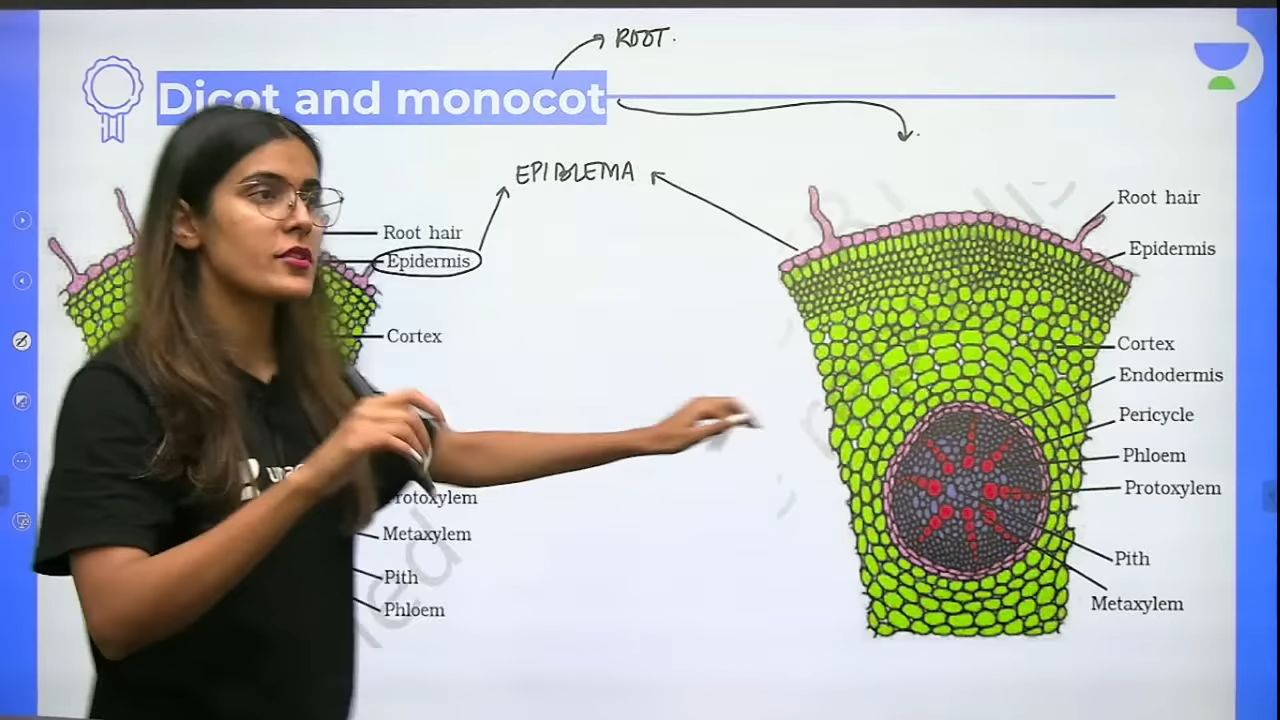 ROOT.
Dicot and monocot
EPIBLEMA
Root hair
Epidermis
Cortex
Protoxylem
Metaxylem
Pith
Phloem
Root hair
Epidermis
Cortex
Endodermis
Pericycle
Phloem
Protoxylem
Pith
Metaxylem